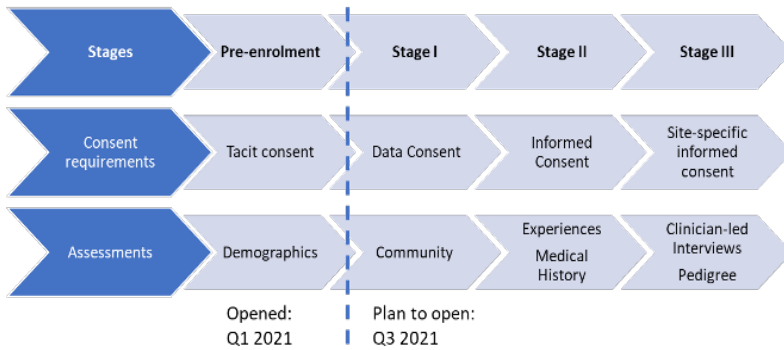 Stages
Pre-enrolment
Stage I
Stage II
Stage III
Consent
requirements
Tacit consent
Data Consent
Informed
Consent
Site-specific
informed
consent
Assessments
Demographics
Community
Experiences
Medical
History
Clinician-led
Interviews
Pedigree
Opened:
Q1 2021
Plan to open:
Q3 2021